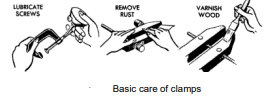 LUBRICATE
SCREWS
REMOVE
RUST
VARNISH
WOOD
Basic care of clamps